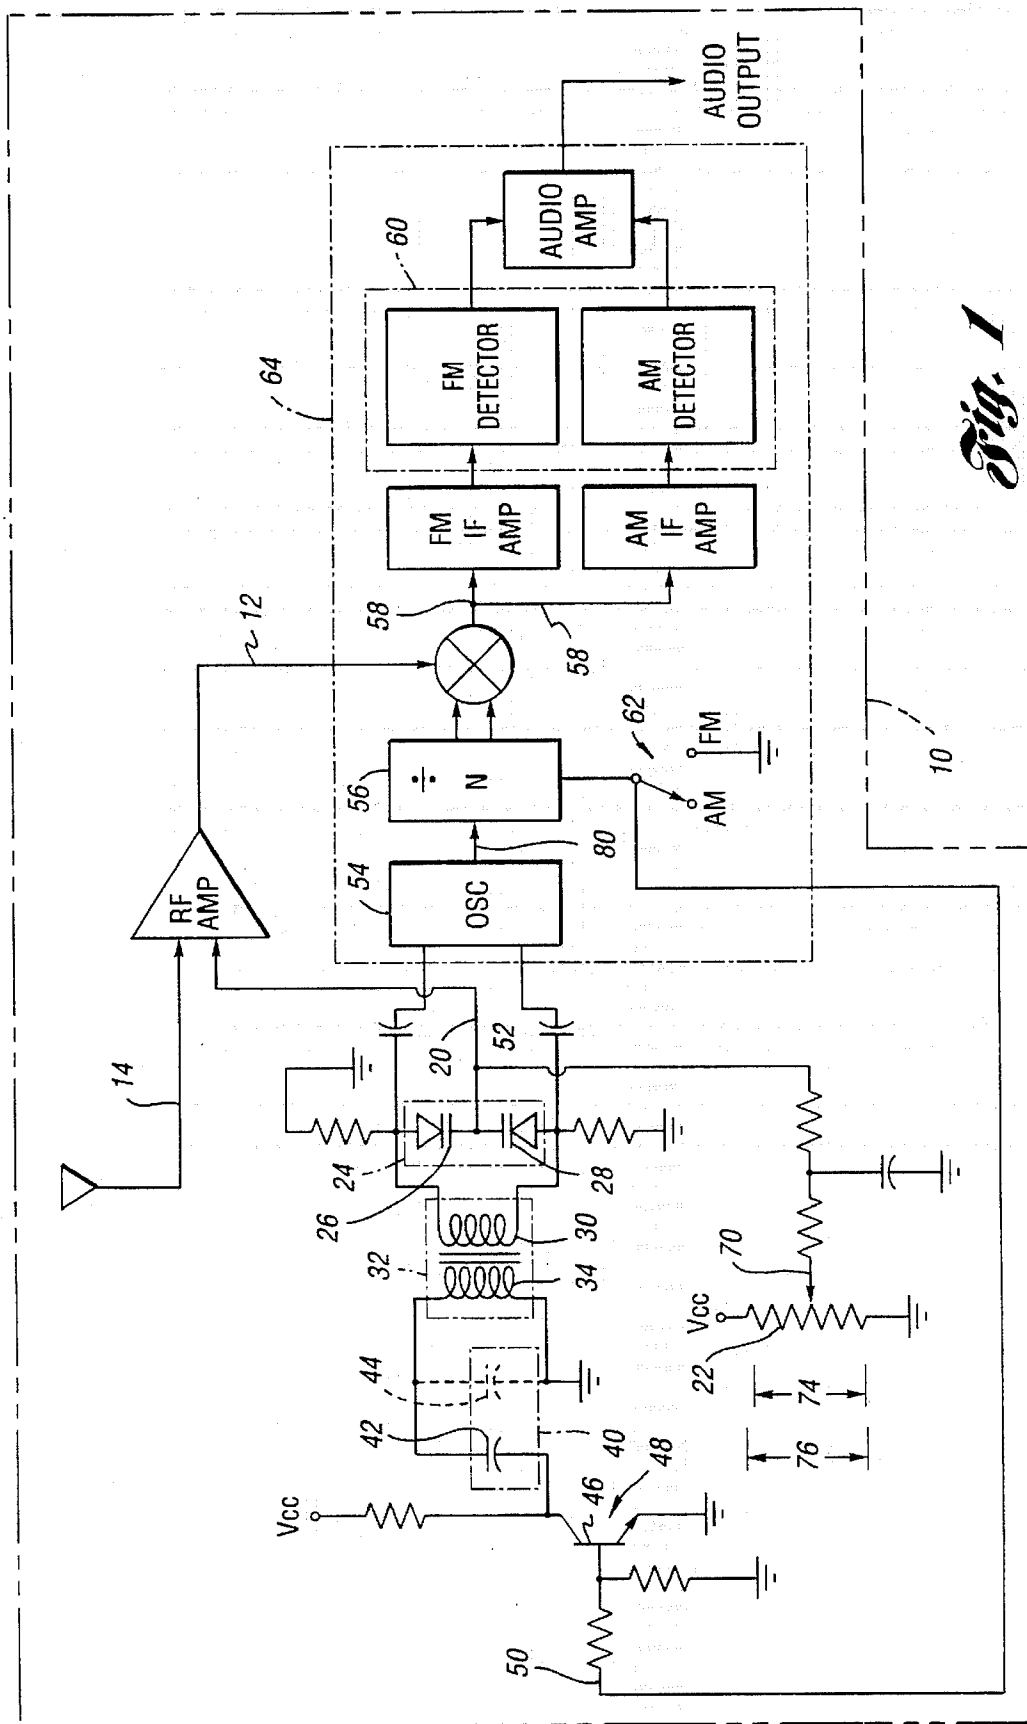 14
RF
AMP
12
64
60
FM
DETECTOR
AM
DETECTOR
AUDIO
AMP
AUDIO
OUTPUT
FM
IF
AMP
AM
IF
AMP
58
58
56
÷
N
54
OSC
80
62
AM
FM
10
20
52
24
26
28
30
32
34
Vcc
42
44
40
46
48
50
Vcc
22
70
74
76
Fig. 1